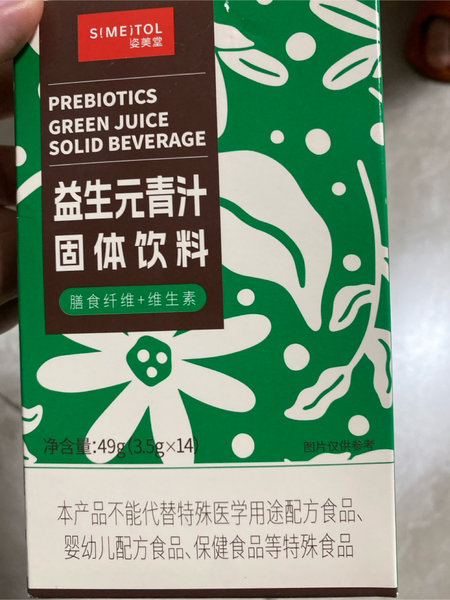 S(ME)TOL
姿美堂
PREBIOTICS
GREEN JUICE
SOLID BEVERAGE
益生元青汁
固体饮料
膳食纤维+维生素
净含量:49g(3.5g×14)
图片仅供参考
本产品不能代替特殊医学用途配方食品、
婴幼儿配方食品、保健食品等特殊食品